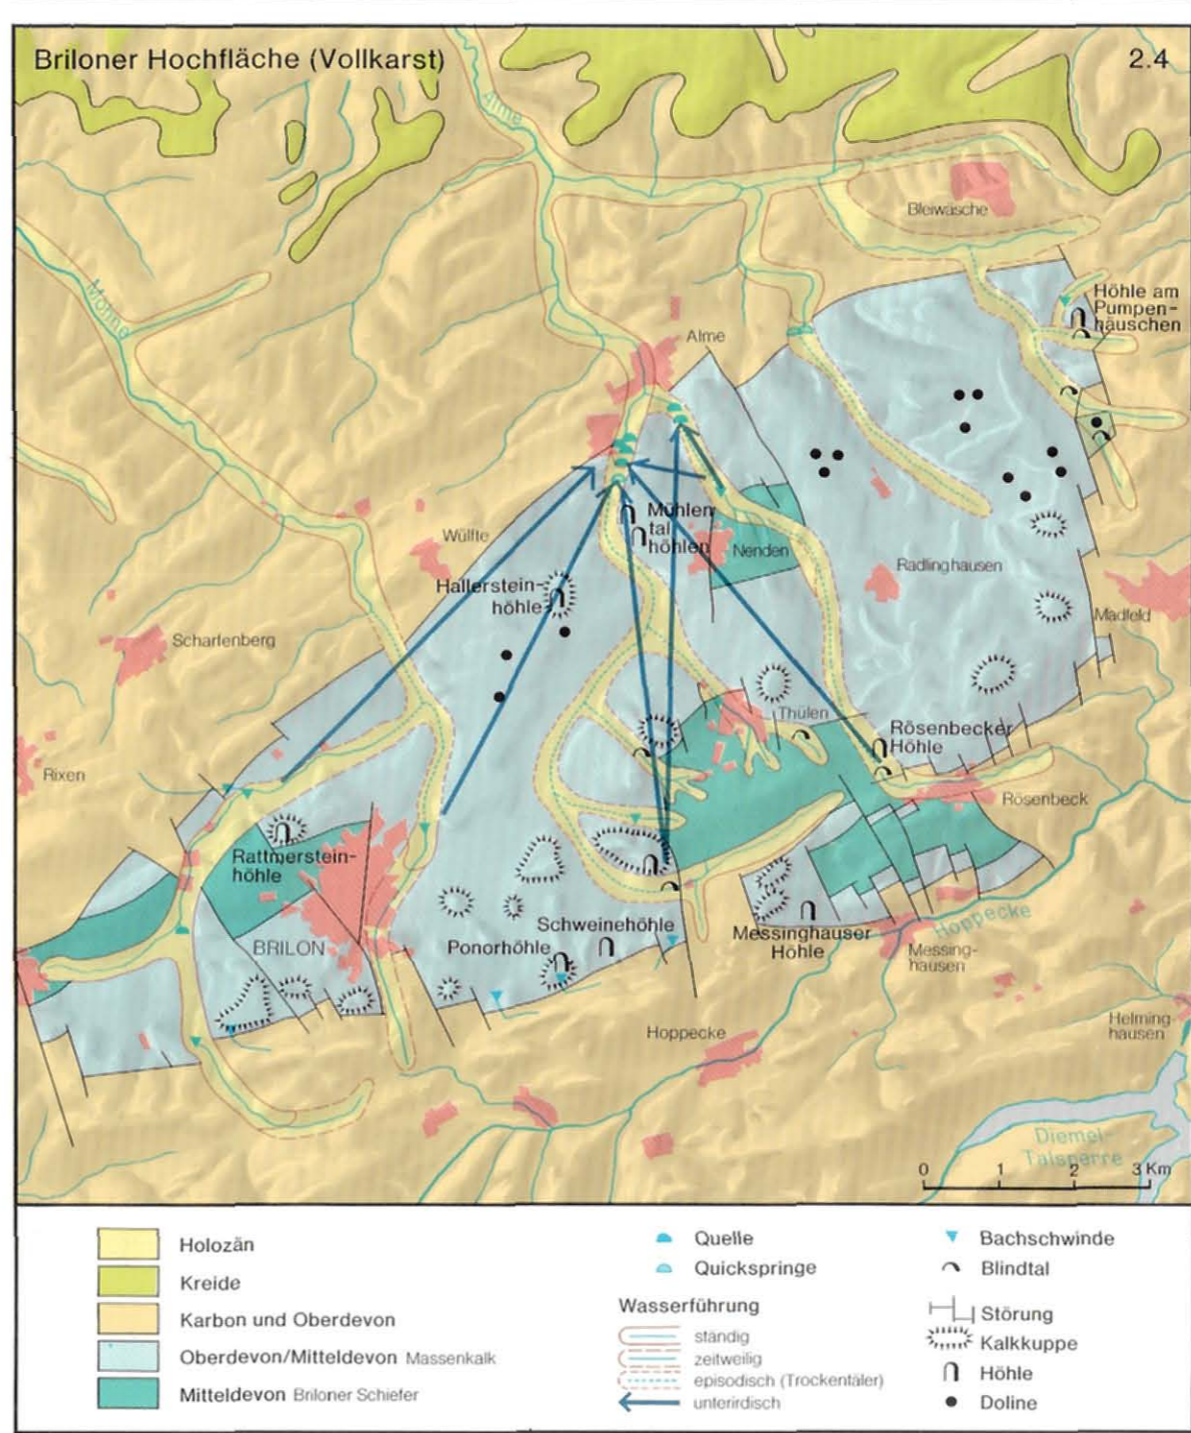 Briloner Hochfläche (Vollkarst)
2.4
Alme
Bleiwäsche
Möhne
Höhle am
Pumpen-
häuschen
Alme
Mühlen
tal
höhlen
Wülfte
Nenden
Radlinghausen
Hallerstein-
höhle
Madfeld
Scharfenberg
Thülen
Rösenbecker
Höhle
Rixen
Rösenbeck
Rattmerstein-
höhle
Schweinehöhle
Messinghauser
Höhle
Hoppecke
BRILON
Ponorhöhle
Messing-
hausen
Helming-
hausen
Hoppecke
Diemel-
Talsperre
0 1 2 3 Km
Holozän
Kreide
Karbon und Oberdevon
Oberdevon/Mitteldevon Massenkalk
Mitteldevon Briloner Schiefer
Quelle
Quickspringe
Wasserführung
ständig
zeitweilig
episodisch (Trockentäler)
unterirdisch
Bachschwinde
Blindtal
Störung
Kalkkuppe
Höhle
Doline